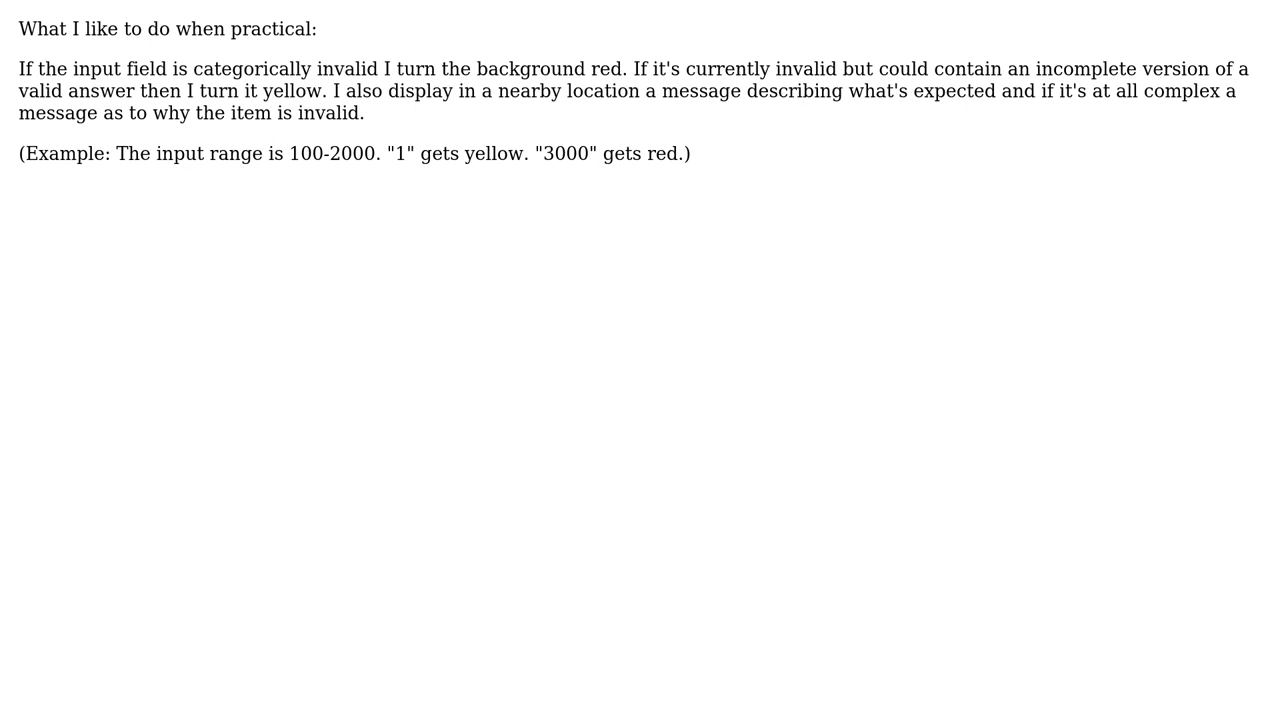 What I like to do when practical:
If the input field is categorically invalid I turn the background red. If it's currently invalid but could contain an incomplete version of a
valid answer then I turn it yellow. I also display in a nearby location a message describing what's expected and if it's at all complex a
message as to why the item is invalid.
(Example: The input range is 100-2000. "1" gets yellow. "3000" gets red.)